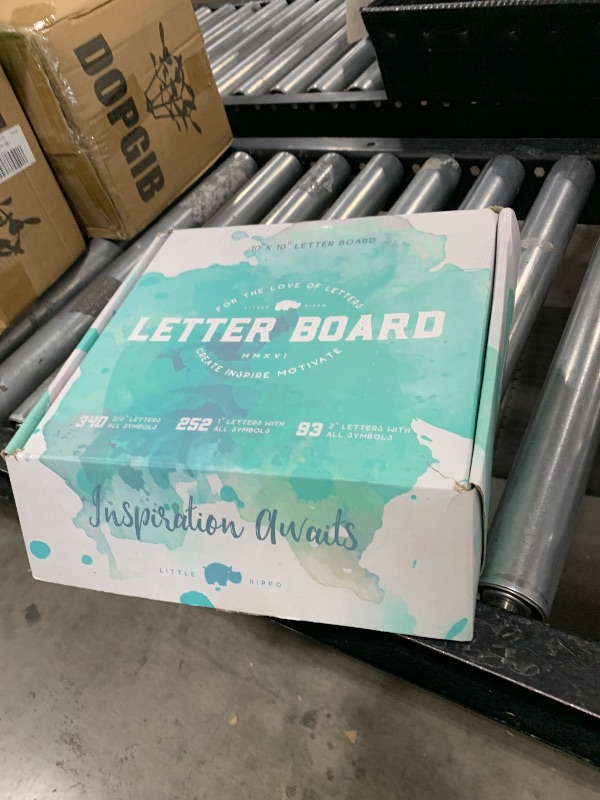 DOPGIB
10" X 10" LETTER BOARD
FOR THE LOVE OF LETTERS
LITTLE HIPPO
LETTER BOARD
MMXVI
CREATE INSPIRE MOTIVATE
340 3/4" LETTERS
ALL SYMBOLS
252 1" LETTERS WITH
ALL SYMBOLS
93 2" LETTERS WITH
ALL SYMBOLS
Inspiration Awaits
LITTLE HIPPO